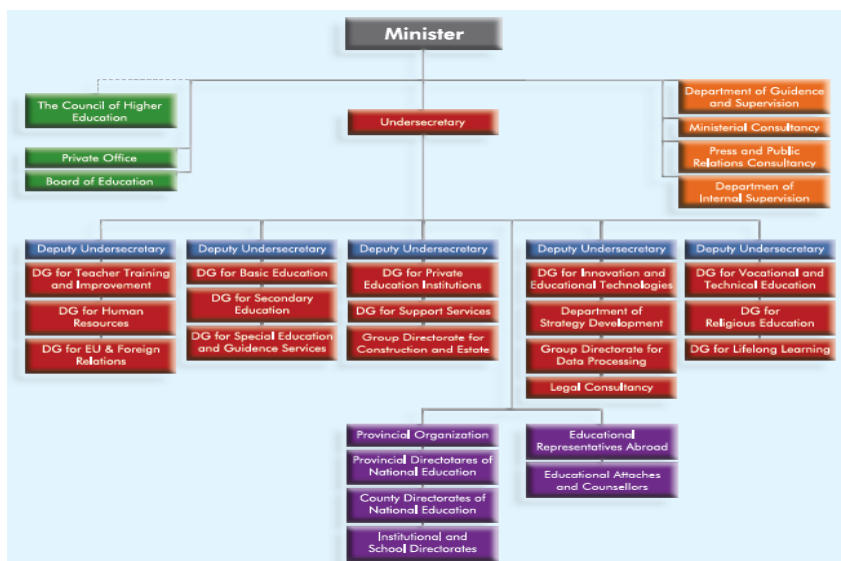 Minister
The Council of Higher
Education
Private Office
Board of Education
Undersecretary
Department of Guidence
and Supervision
Ministerial Consultancy
Press and Public
Relations Consultancy
Departmen of
Internal Supervision
Deputy Undersecretary
DG for Teacher Training
and Improvement
DG for Human
Resources
DG for EU & Foreign
Relations
Deputy Undersecretary
DG for Basic Education
DG for Secondary
Education
DG for Special Education
and Guidance Services
Deputy Undersecretary
DG for Private
Education Institutions
DG for Support Services
Group Directorate for
Construction and Estate
Deputy Undersecretary
DG for Innovation and
Educational Technologies
Department of
Strategy Development
Group Directorate for
Data Processing
Legal Consultancy
Deputy Undersecretary
DG for Vocational and
Technical Education
DG for
Religious Education
DG for Lifelong Learning
Provincial Organization
Provincial Directotares of
National Education
County Directorates of
National Education
Institutional and
School Directorates
Educational
Representatives Abroad
Educational Attaches
and Counsellors